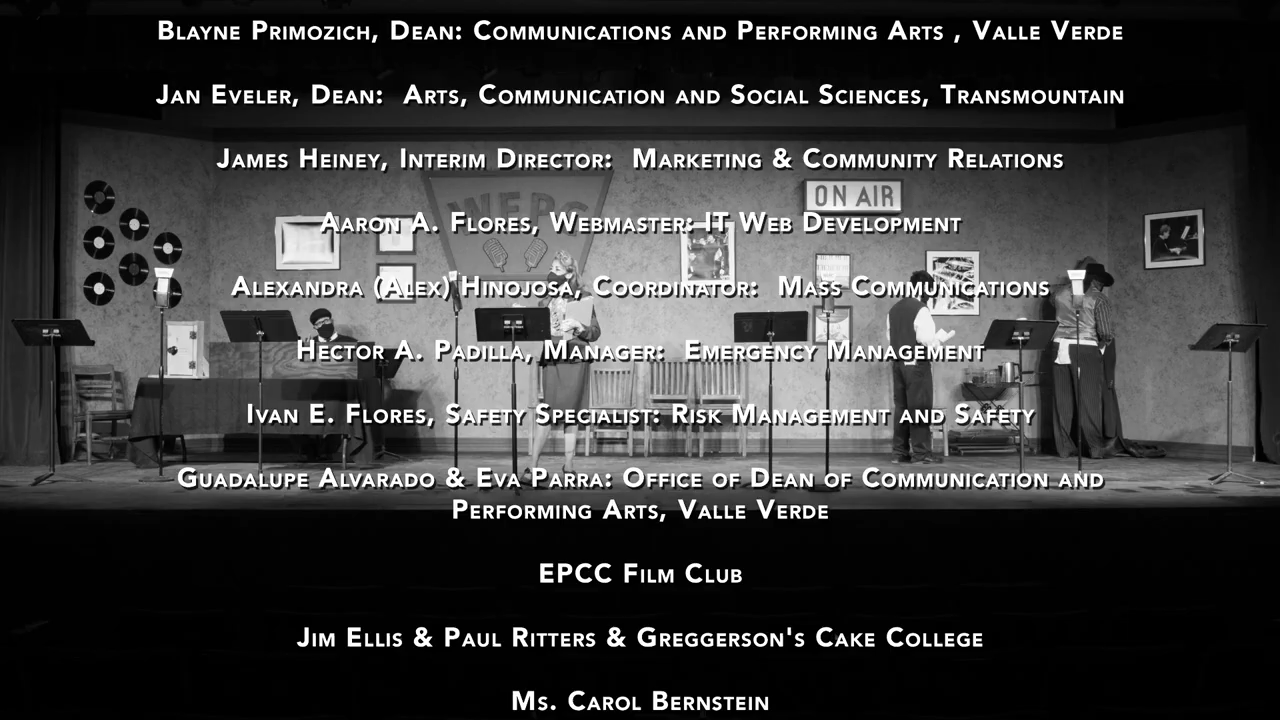 Blayne Primozich, Dean: Communications and Performing Arts , Valle Verde
Jan Eveler, Dean: Arts, Communication and Social Sciences, Transmountain
James Heiney, Interim Director: Marketing & Community Relations
WEPC
ON AIR
Aaron A. Flores, Webmaster: IT Web Development
Alexandra (Alex) Hinojosa, Coordinator: Mass Communications
Hector A. Padilla, Manager: Emergency Management
Ivan E. Flores, Safety Specialist: Risk Management and Safety
Guadalupe Alvarado & Eva Parra: Office of Dean of Communication and
Performing Arts, Valle Verde
EPCC Film Club
Jim Ellis & Paul Ritters & Greggerson's Cake College
Ms. Carol Bernstein